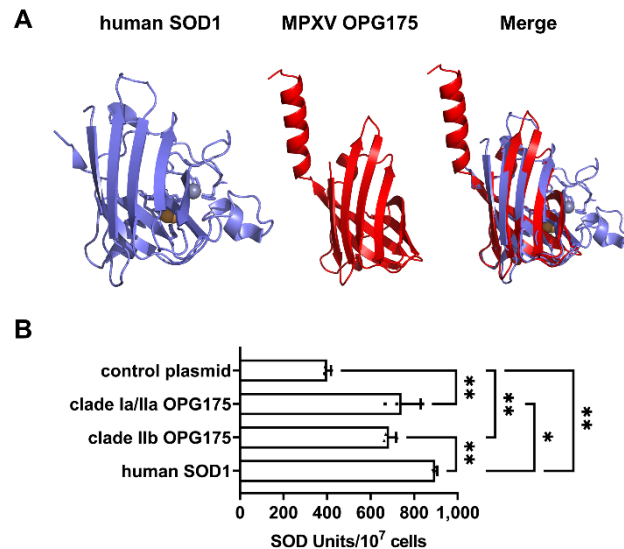 A
human SOD1 MPXV OPG175 Merge
B
control plasmid
clade Ia/IIa OPG175
clade IIb OPG175
human SOD1
** ** ** ** * **
0 200 400 600 800 1,000
SOD Units/10⁷ cells